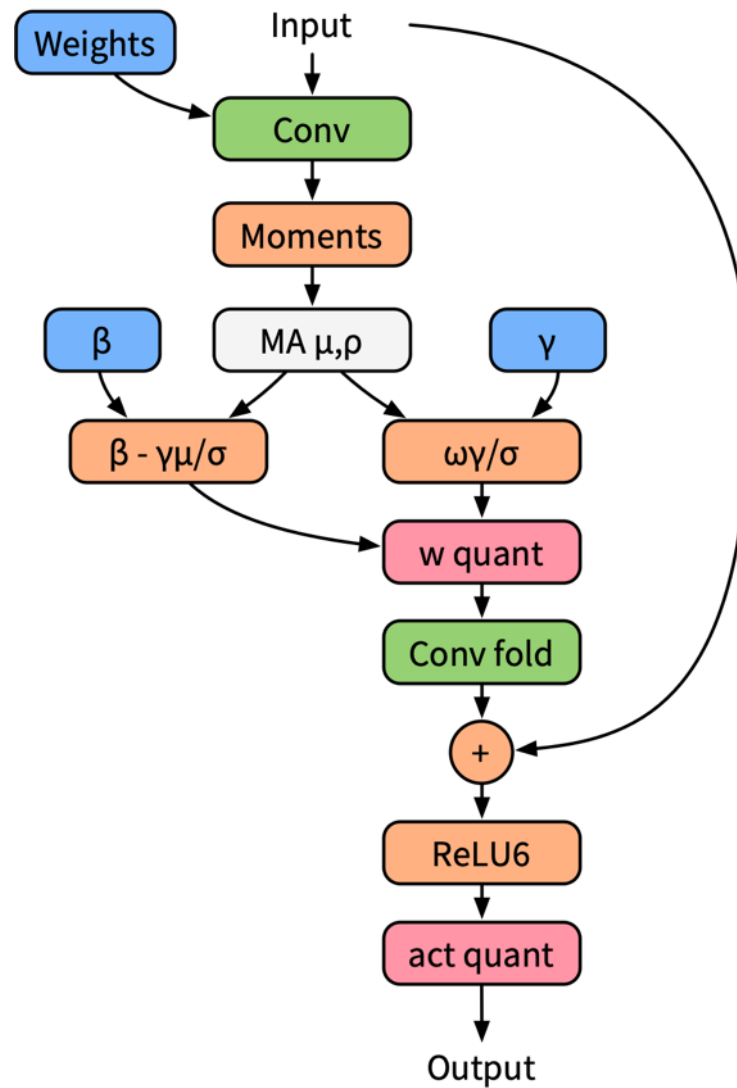 Input
Weights
Conv
Moments
β
MA μ,ρ
γ
β - γμ/σ
ωγ/σ
w quant
Conv fold
+
ReLU6
act quant
Output